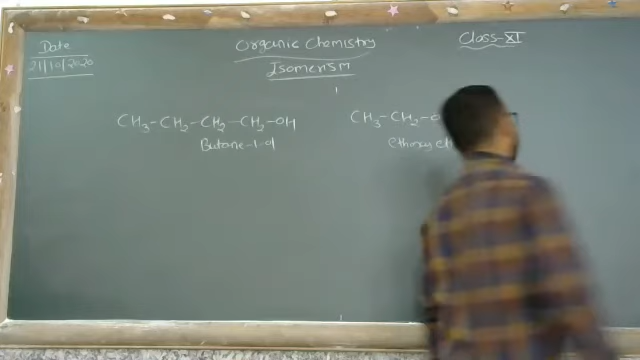 Date
21/10/2020
Organic Chemistry
Isomerism
Class-XI
CH3-CH2-CH2-CH2-OH
Butane-1-ol
CH3-CH2-O
ethoxy eth